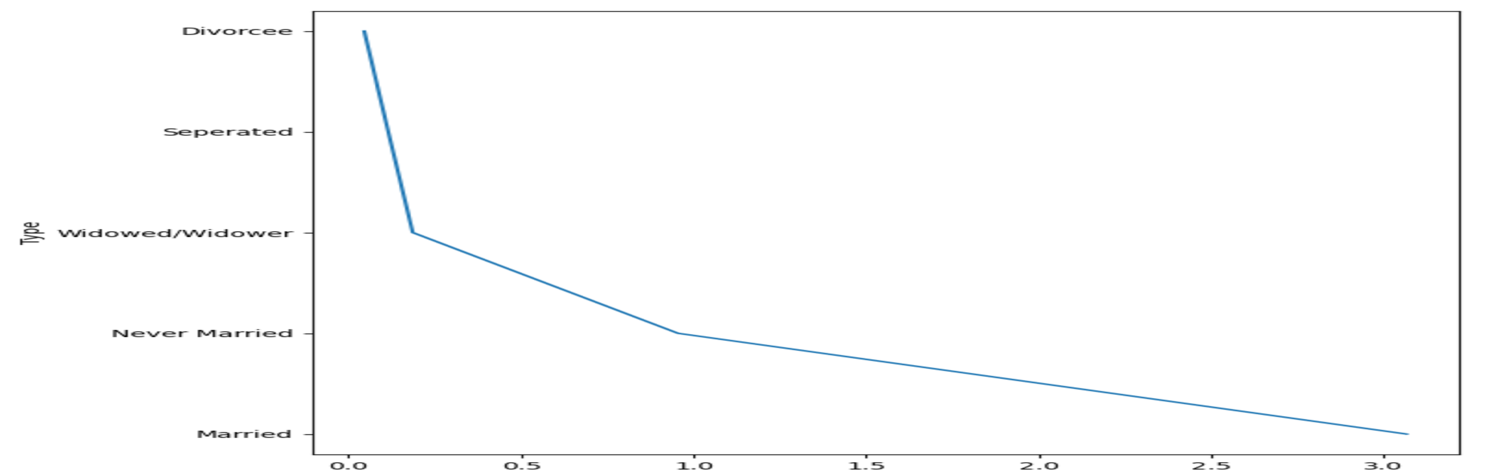 Divorcee
Seperated
Type
Widowed/Widower
Never Married
Married
0.0 0.5 1.0 1.5 2.0 2.5 3.0